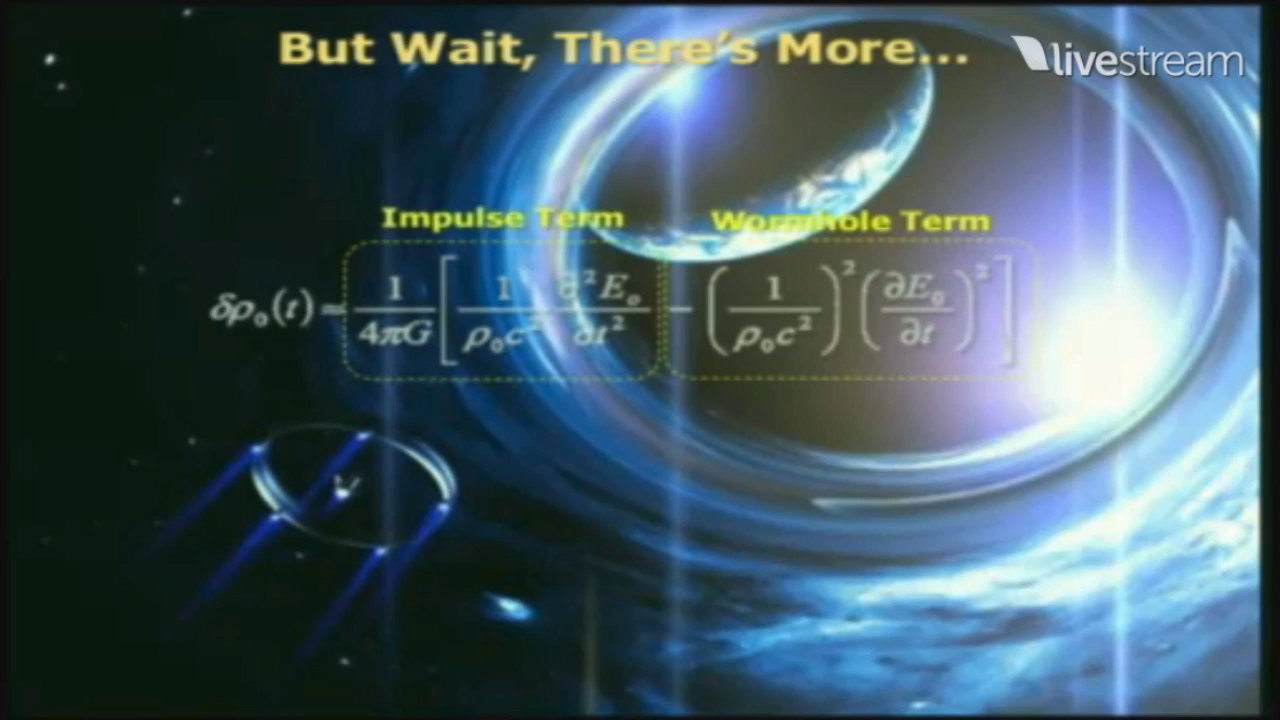 But Wait, There's More...
livestream
Impulse Term Wormhole Term
δρ₀(t) ≈ 1/(4πG) [ 1/(ρ₀c²) ∂²E₀/∂t² − (1/(ρ₀c²))² (∂E₀/∂t)² ]